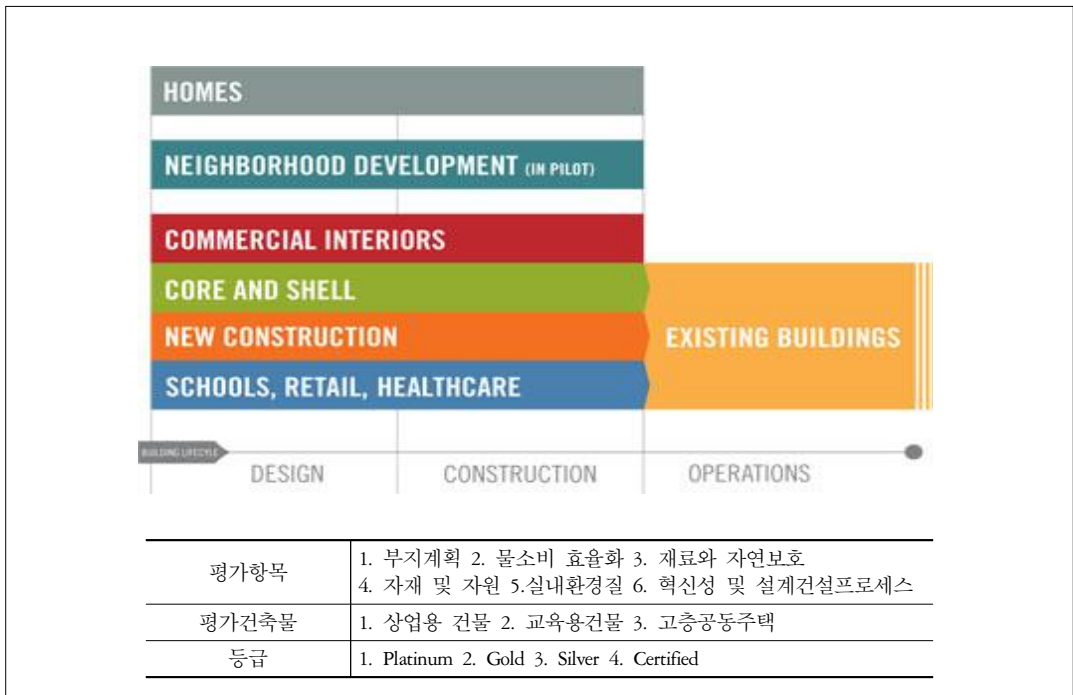 HOMES
NEIGHBORHOOD DEVELOPMENT (IN PILOT)
COMMERCIAL INTERIORS
CORE AND SHELL
NEW CONSTRUCTION
EXISTING BUILDINGS
SCHOOLS, RETAIL, HEALTHCARE
BUILDING LIFECYCLE
DESIGN
CONSTRUCTION
OPERATIONS
평가항목
1. 부지계획 2. 물소비 효율화 3. 재료와 자연보호
4. 자재 및 자원 5.실내환경질 6. 혁신성 및 설계건설프로세스
평가건축물
1. 상업용 건물 2. 교육용건물 3. 고층공동주택
등급
1. Platinum 2. Gold 3. Silver 4. Certified